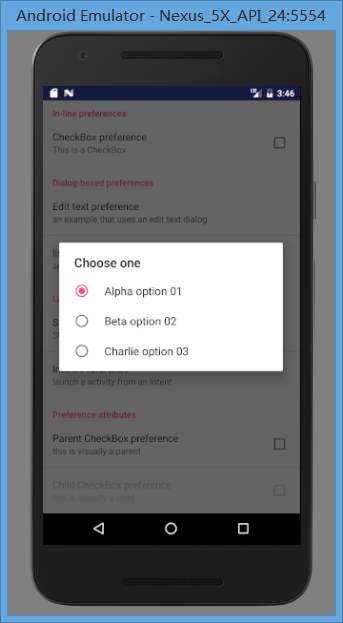 Android Emulator - Nexus_5X_API_24:5554
3:46
In-line preferences
CheckBox preference
This is a CheckBox
Dialog-based preferences
Edit text preference
an example that uses an edit text dialog
Choose one
Alpha option 01
Beta option 02
Charlie option 03
launch a activity from an Intent
Preference attributes
Parent CheckBox preference
this is visually a parent
Child CheckBox preference
this is visually a child